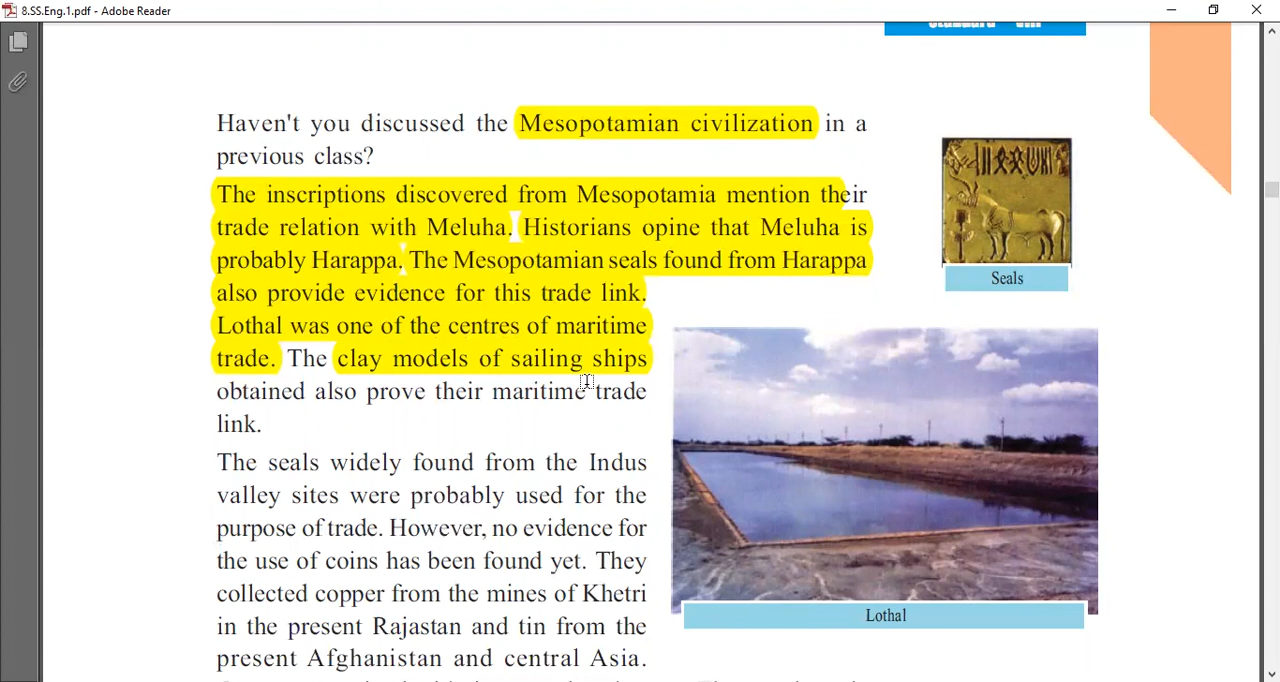 8.SS.Eng.1.pdf - Adobe Reader
Haven't you discussed the Mesopotamian civilization in a
previous class?
The inscriptions discovered from Mesopotamia mention their
trade relation with Meluha. Historians opine that Meluha is
probably Harappa. The Mesopotamian seals found from Harappa
also provide evidence for this trade link.
Lothal was one of the centres of maritime
trade. The clay models of sailing ships
obtained also prove their maritime trade
link.
The seals widely found from the Indus
valley sites were probably used for the
purpose of trade. However, no evidence for
the use of coins has been found yet. They
collected copper from the mines of Khetri
in the present Rajastan and tin from the
present Afghanistan and central Asia.
Seals
Lothal